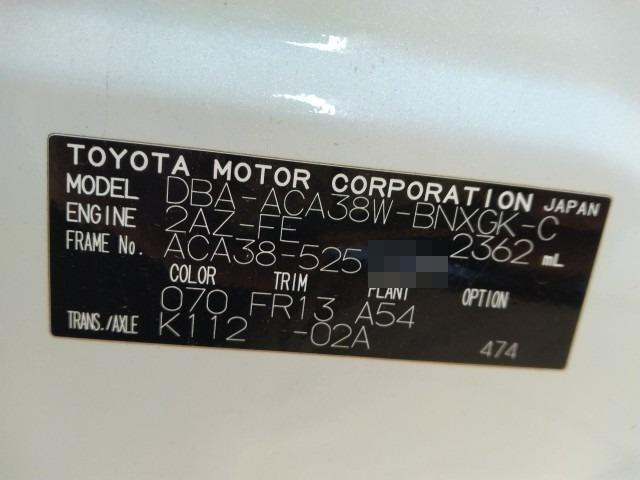 TOYOTA MOTOR CORPORATION JAPAN
MODEL DBA-ACA38W-BNXGK-C
ENGINE 2AZ-FE 2362 mL
FRAME No. ACA38-525
COLOR TRIM PLANT OPTION
070 FR13 A54
TRANS./AXLE K112 -02A 474